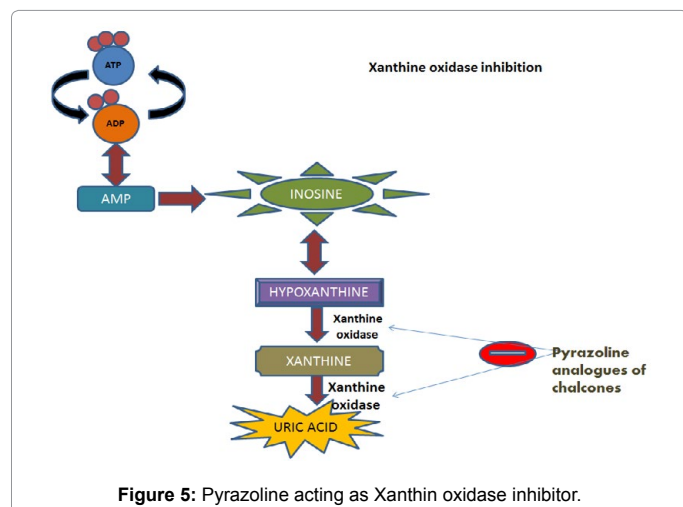 Xanthine oxidase inhibition
ATP
ADP
AMP
INOSINE
HYPOXANTHINE
Xanthine
oxidase
XANTHINE
Pyrazoline
analogues of
chalcones
Xanthine
oxidase
URIC ACID
Figure 5: Pyrazoline acting as Xanthin oxidase inhibitor.